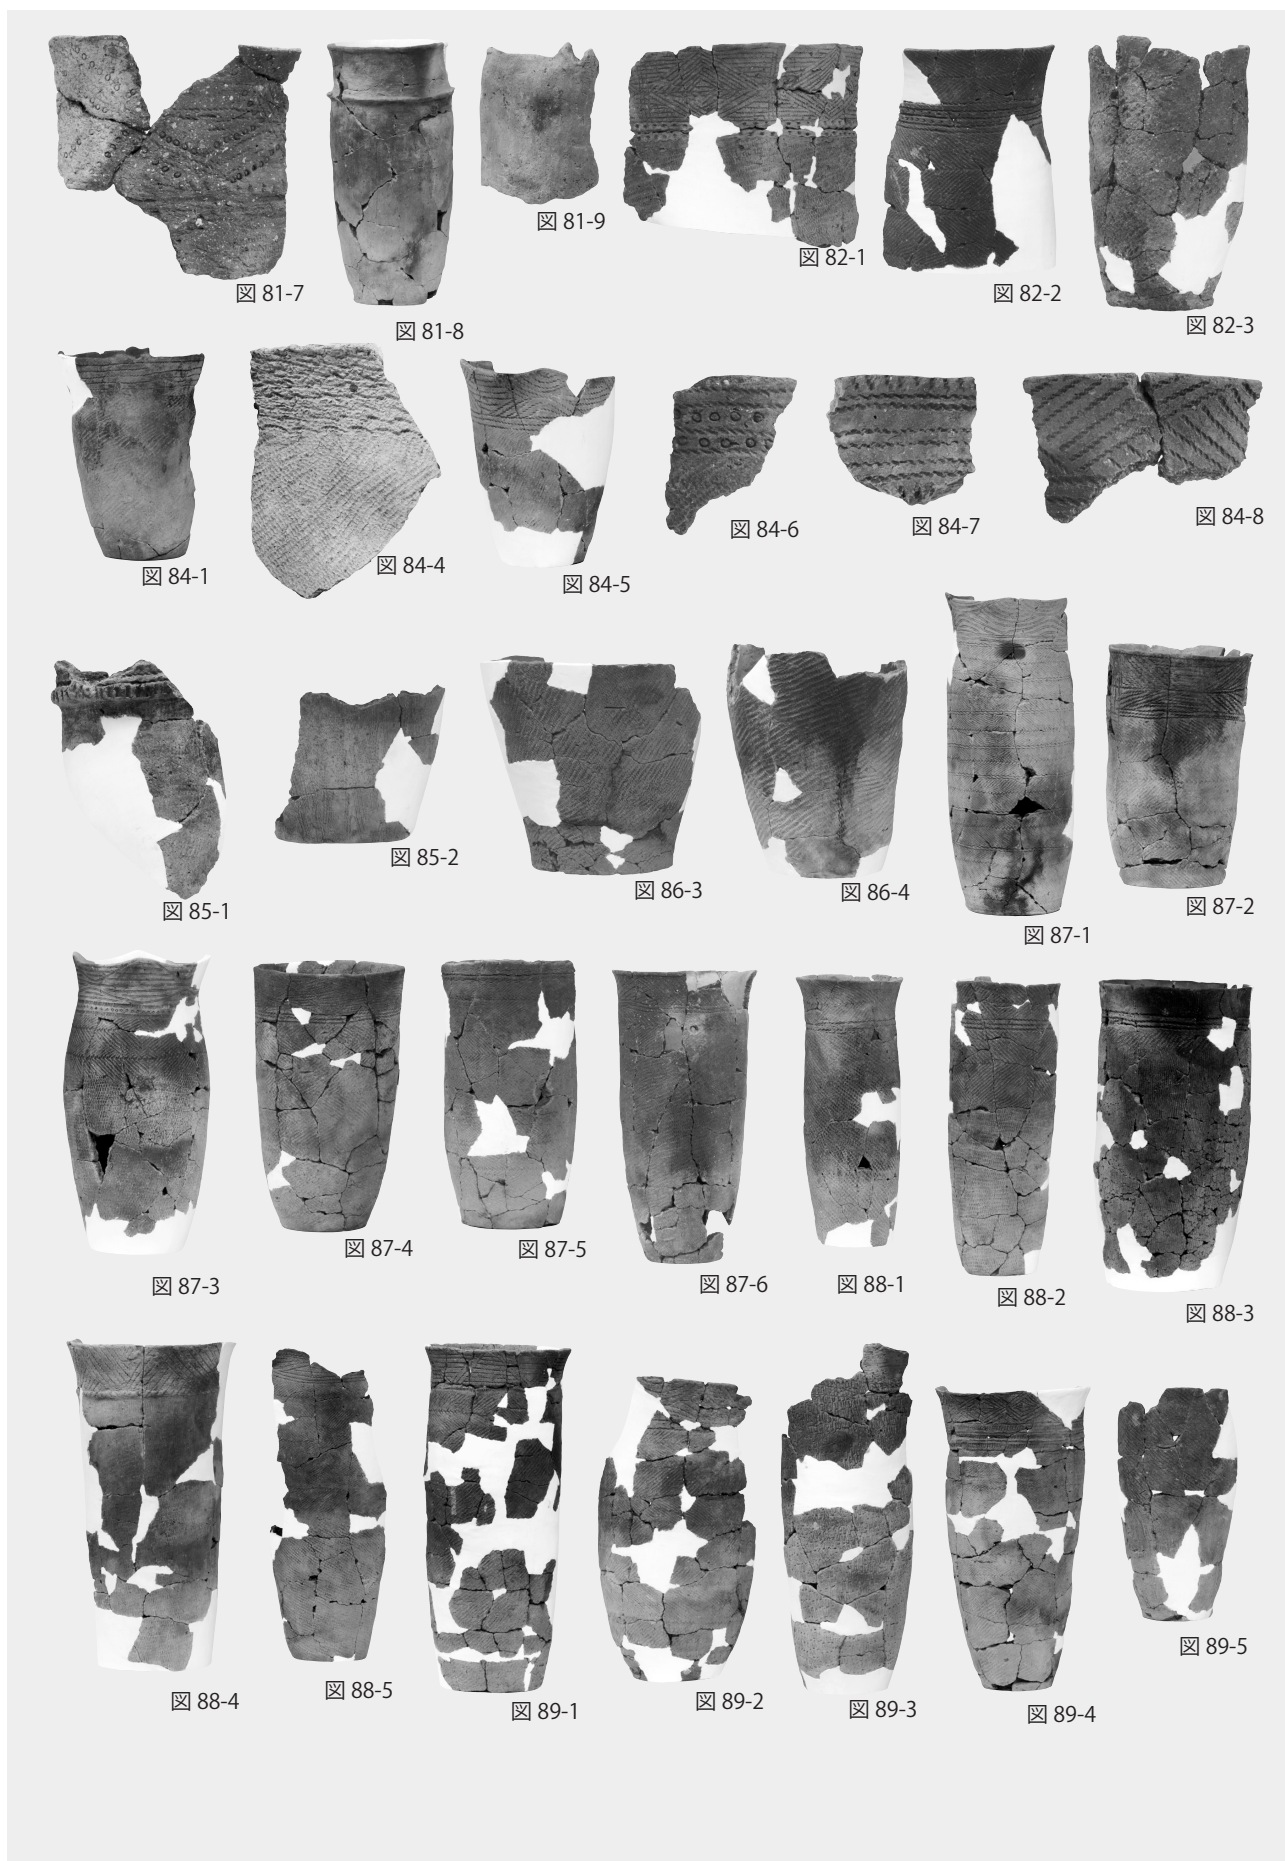 図 81-7
図 81-8
図 81-9
図 82-1
図 82-2
図 82-3
図 84-1
図 84-4
図 84-5
図 84-6
図 84-7
図 84-8
図 85-1
図 85-2
図 86-3
図 86-4
図 87-1
図 87-2
図 87-3
図 87-4
図 87-5
図 87-6
図 88-1
図 88-2
図 88-3
図 88-4
図 88-5
図 89-1
図 89-2
図 89-3
図 89-4
図 89-5